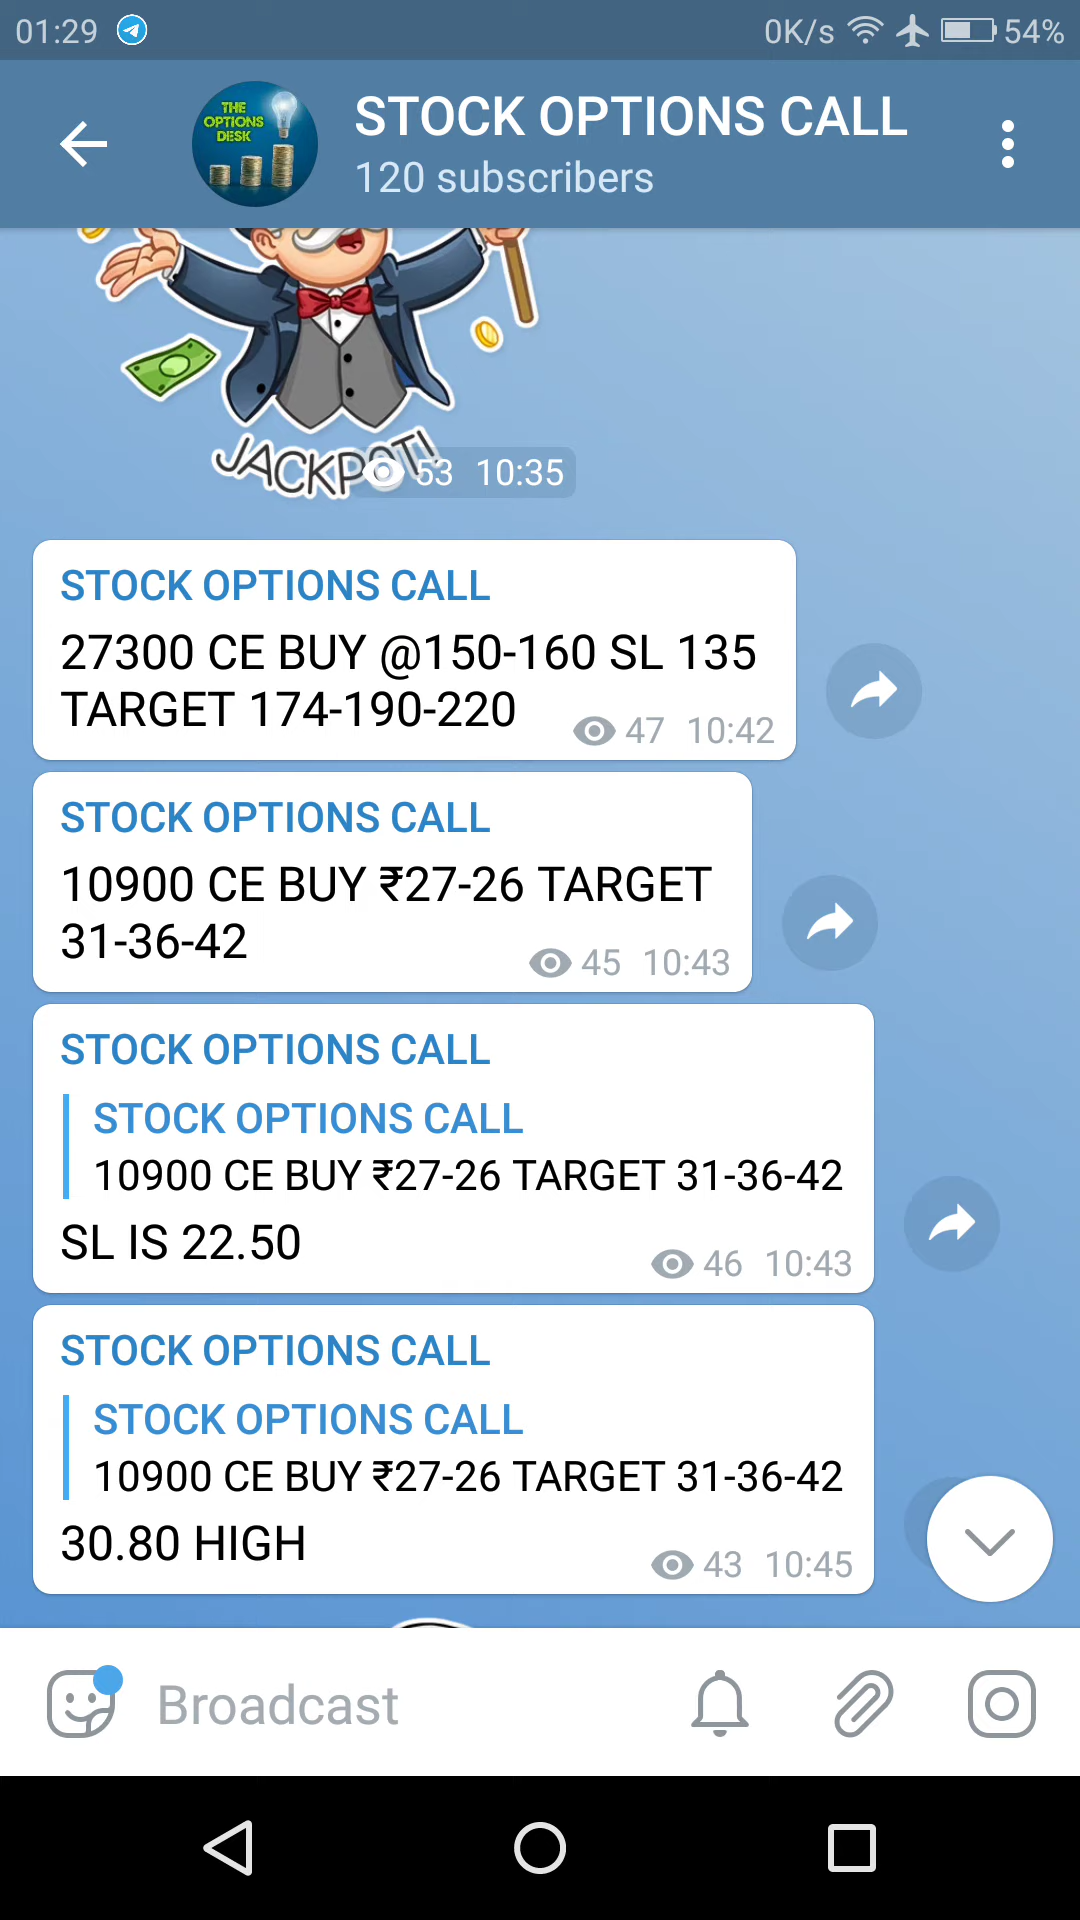 01:29
0K/s 54%
THE
OPTIONS
DESK
STOCK OPTIONS CALL
120 subscribers
JACKPOT!
53 10:35
STOCK OPTIONS CALL
27300 CE BUY @150-160 SL 135
TARGET 174-190-220
47 10:42
STOCK OPTIONS CALL
10900 CE BUY ₹27-26 TARGET
31-36-42
45 10:43
STOCK OPTIONS CALL
STOCK OPTIONS CALL
10900 CE BUY ₹27-26 TARGET 31-36-42
SL IS 22.50
46 10:43
STOCK OPTIONS CALL
STOCK OPTIONS CALL
10900 CE BUY ₹27-26 TARGET 31-36-42
30.80 HIGH
43 10:45
Broadcast